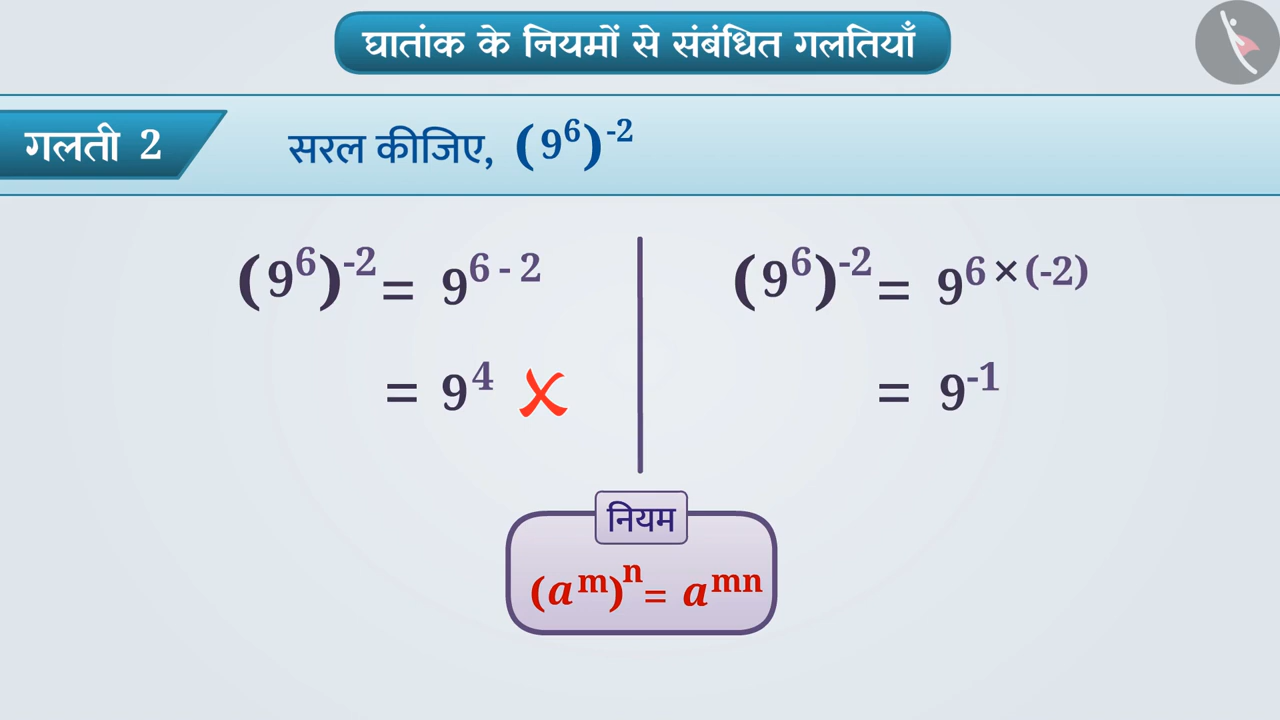 घातांक के नियमों से संबंधित गलतियाँ
गलती 2
सरल कीजिए, (9⁶)⁻²
(9⁶)⁻² = 9⁶ ⁻ ²
= 9⁴ ✗
(9⁶)⁻² = 9⁶ ˣ ⁽⁻²⁾
= 9⁻¹
नियम
(aᵐ)ⁿ = aᵐⁿ